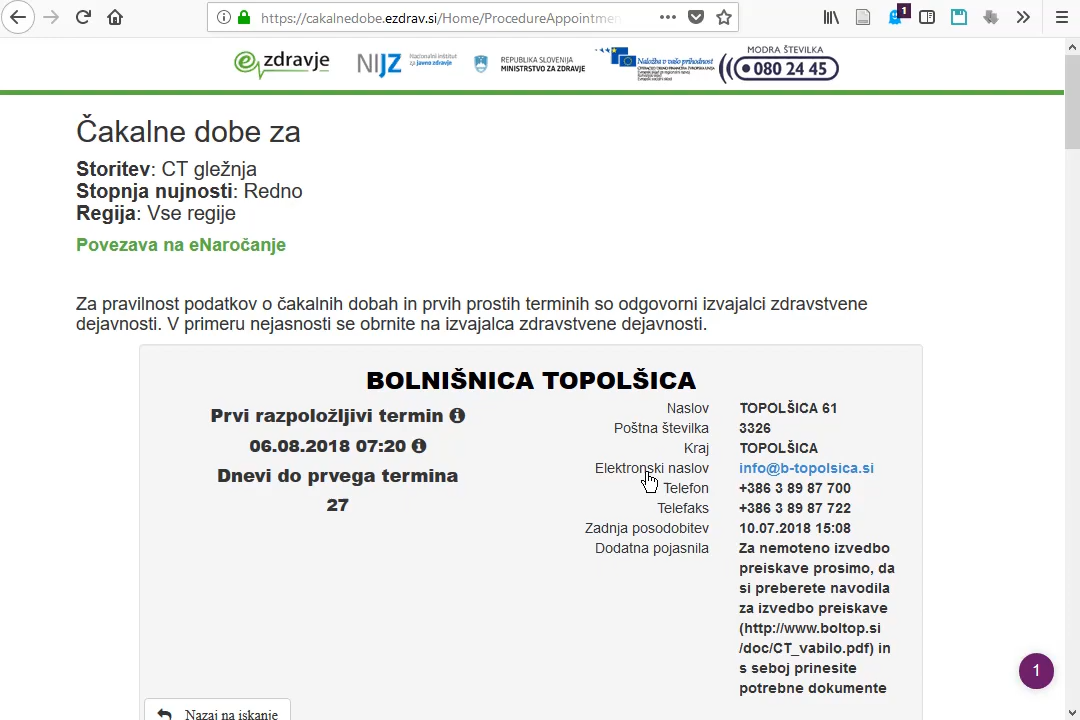 https://cakalnedobe.ezdrav.si/Home/ProcedureAppointmen
1
zdravje
NIJZ Nacionalni inštitut za javno zdravje
REPUBLIKA SLOVENIJA
MINISTRSTVO ZA ZDRAVJE
Naložba v vašo prihodnost
MODRA ŠTEVILKA
080 24 45
Čakalne dobe za
Storitev: CT gležnja
Stopnja nujnosti: Redno
Regija: Vse regije
Povezava na eNaročanje
Za pravilnost podatkov o čakalnih dobah in prvih prostih terminih so odgovorni izvajalci zdravstvene
dejavnosti. V primeru nejasnosti se obrnite na izvajalca zdravstvene dejavnosti.
BOLNIŠNICA TOPOLŠICA
Prvi razpoložljivi termin
06.08.2018 07:20
Dnevi do prvega termina
27
Naslov TOPOLŠICA 61
Poštna številka 3326
Kraj TOPOLŠICA
Elektronski naslov info@b-topolsica.si
Telefon +386 3 89 87 700
Telefaks +386 3 89 87 722
Zadnja posodobitev 10.07.2018 15:08
Dodatna pojasnila Za nemoteno izvedbo
preiskave prosimo, da
si preberete navodila
za izvedbo preiskave
(http://www.boltop.si
/doc/CT_vabilo.pdf) in
s seboj prinesite
potrebne dokumente
1
Nazaj na iskanje